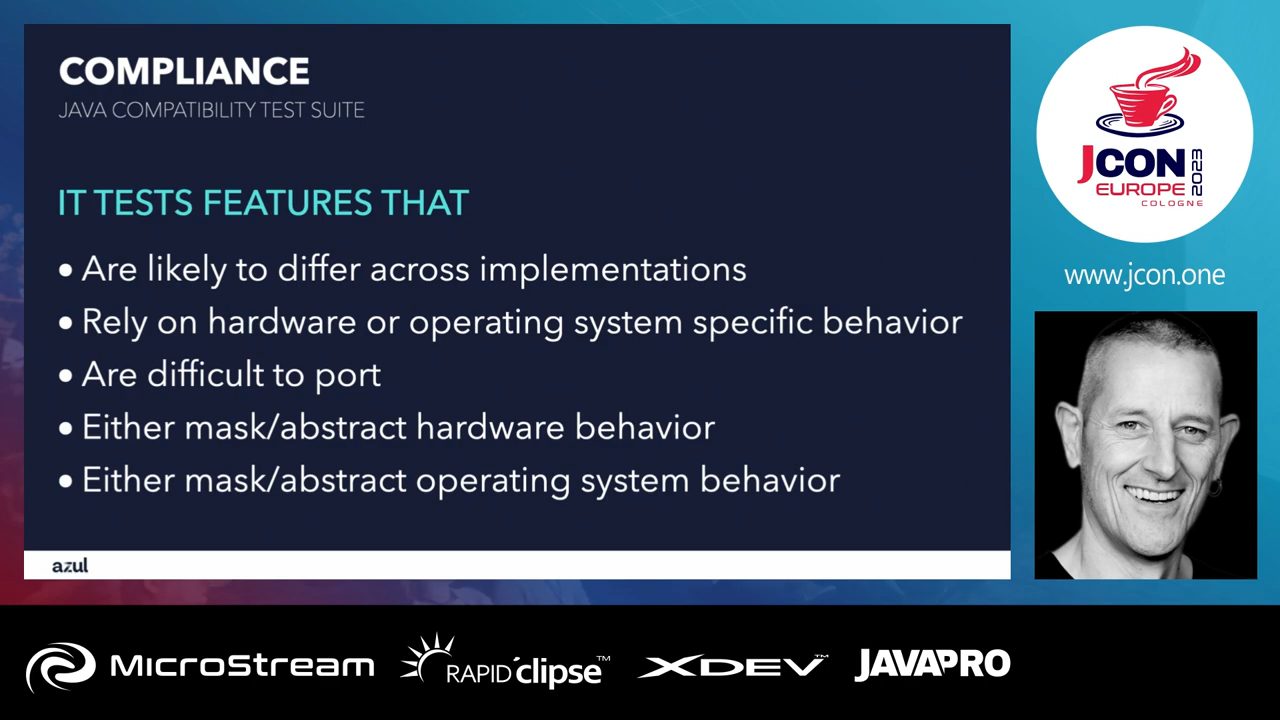 COMPLIANCE
JAVA COMPATIBILITY TEST SUITE
IT TESTS FEATURES THAT
• Are likely to differ across implementations
• Rely on hardware or operating system specific behavior
• Are difficult to port
• Either mask/abstract hardware behavior
• Either mask/abstract operating system behavior
azul
JCON
EUROPE
2023
COLOGNE
www.jcon.one
MicroStream
RAPIDclipse™
XDEV™
JAVAPRO